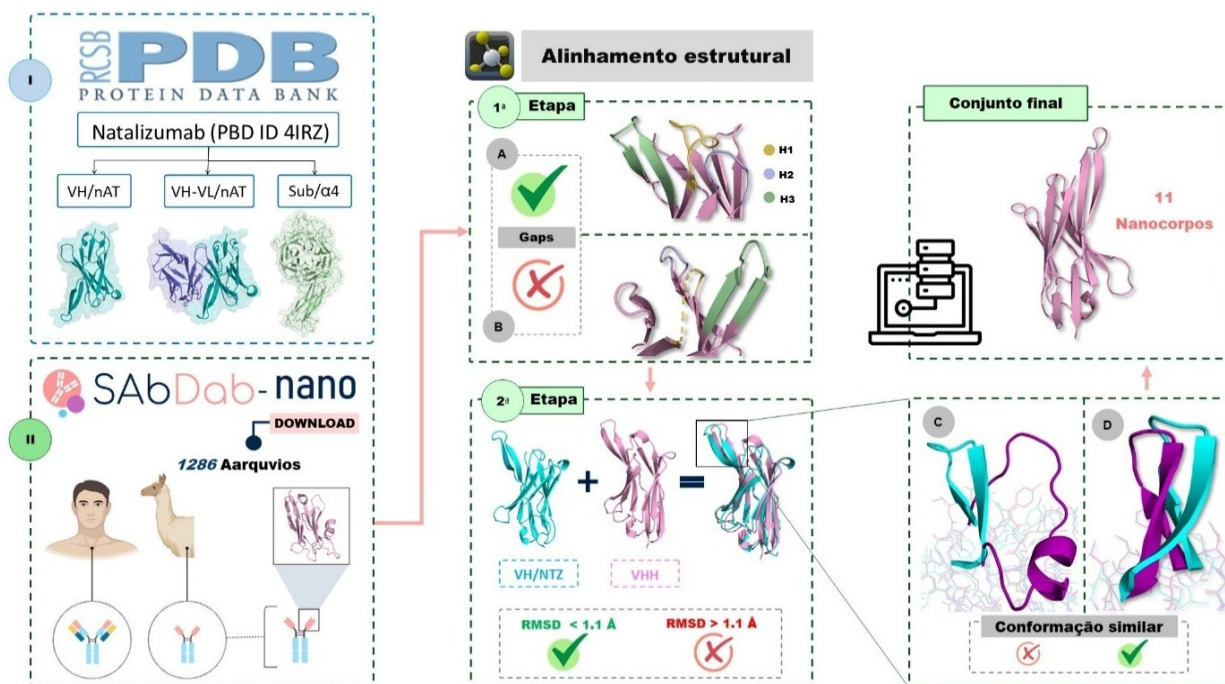 I
RCSB
PDB
PROTEIN DATA BANK
Natalizumab (PBD ID 4IRZ)
VH/nAT
VH-VL/nAT
Sub/α4
II
SAbDab-nano
DOWNLOAD
1286 Aarquvios
Alinhamento estrutural
1ª Etapa
A
Gaps
B
H1
H2
H3
2ª Etapa
VH/NTZ
VHH
RMSD < 1.1 Å
RMSD > 1.1 Å
Conjunto final
11
Nanocorpos
C
D
Conformação similar